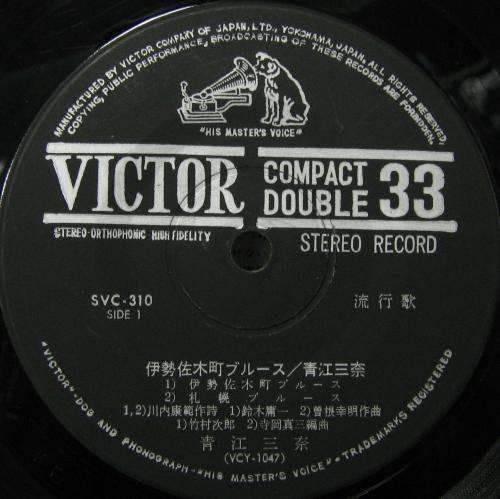 MANUFACTURED BY VICTOR COMPANY OF JAPAN, LTD., YOKOHAMA, JAPAN. ALL RIGHTS RESERVED.
COPYING, PUBLIC PERFORMANCE, BROADCASTING OF THESE RECORDS ARE FORBIDDEN.
"HIS MASTER'S VOICE"
VICTOR COMPACT DOUBLE 33
STEREO-ORTHOPHONIC HIGH FIDELITY
STEREO RECORD
SVC-310
SIDE 1
流行歌
伊勢佐木町ブルース/青江三奈
1) 伊勢佐木町ブルース
2) 札幌ブルース
1,2)川内康範作詩 1)鈴木庸一 2)曽根幸明作曲
1)竹村次郎 2)寺岡真三編曲
青江三奈
(VCY-1047)
"VICTOR"-DOG AND PHONOGRAPH-"HIS MASTER'S VOICE"-TRADEMARKS REGISTERED